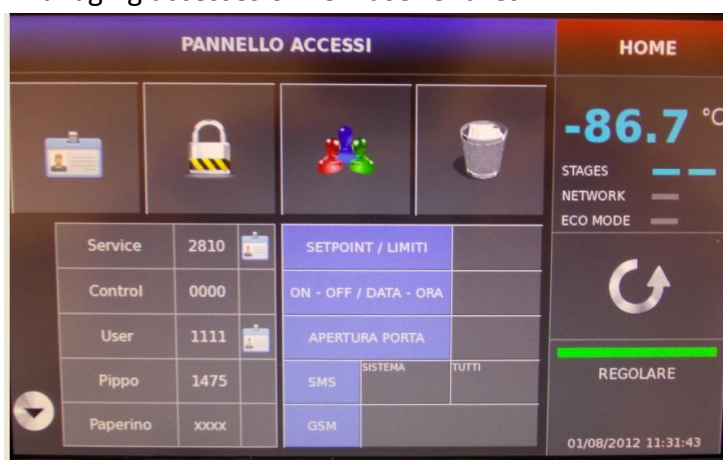 PANNELLO ACCESSI
HOME
-86.7 °C
STAGES
NETWORK
ECO MODE
Service 2810 SETPOINT / LIMITI
Control 0000 ON - OFF / DATA - ORA
User 1111 APERTURA PORTA
Pippo 1475 SMS SISTEMA TUTTI
Paperino xxxx GSM
REGOLARE
01/08/2012 11:31:43